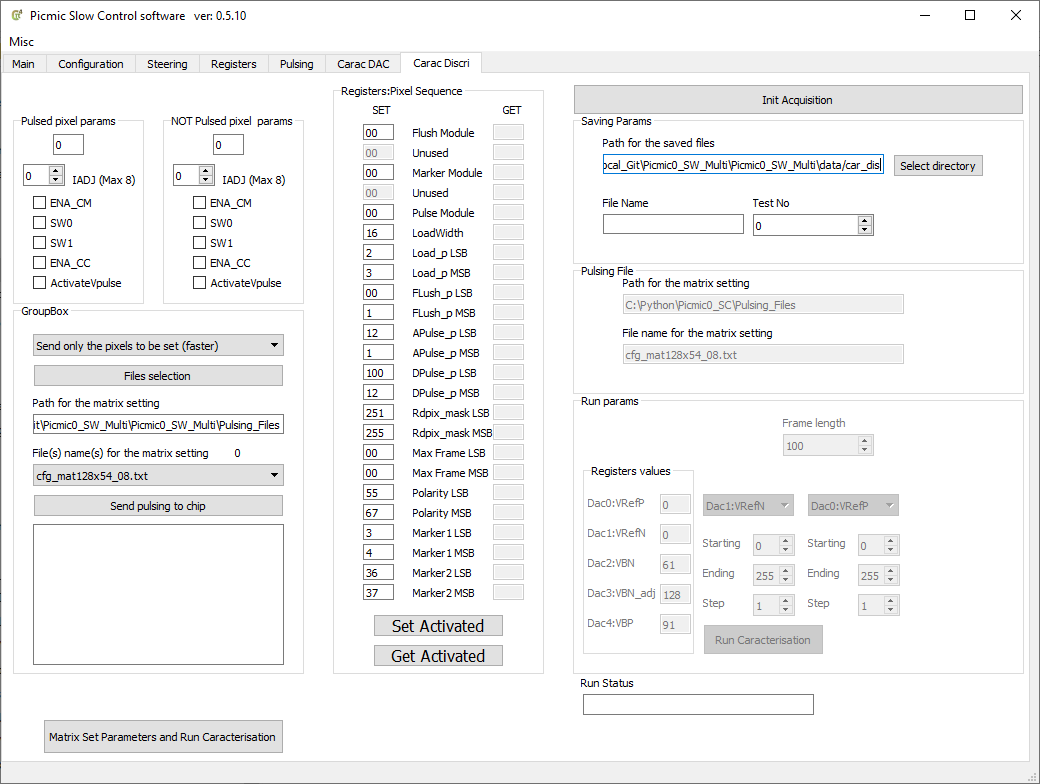 Picmic Slow Control software ver: 0.5.10
Misc
Main Configuration Steering Registers Pulsing Carac DAC Carac Discri
Pulsed pixel params
0
0 IADJ (Max 8)
ENA_CM
SW0
SW1
ENA_CC
ActivateVpulse
NOT Pulsed pixel params
0
0 IADJ (Max 8)
ENA_CM
SW0
SW1
ENA_CC
ActivateVpulse
GroupBox
Send only the pixels to be set (faster)
Files selection
Path for the matrix setting
it\Picmic0_SW_Multi\Picmic0_SW_Multi\Pulsing_Files
File(s) name(s) for the matrix setting 0
cfg_mat128x54_08.txt
Send pulsing to chip
Matrix Set Parameters and Run Caracterisation
Registers:Pixel Sequence
SET GET
00 Flush Module
00 Unused
00 Marker Module
00 Unused
00 Pulse Module
16 LoadWidth
2 Load_p LSB
3 Load_p MSB
00 FLush_p LSB
1 FLush_p MSB
12 APulse_p LSB
1 APulse_p MSB
100 DPulse_p LSB
12 DPulse_p MSB
251 Rdpix_mask LSB
255 Rdpix_mask MSB
00 Max Frame LSB
00 Max Frame MSB
55 Polarity LSB
67 Polarity MSB
3 Marker1 LSB
4 Marker1 MSB
36 Marker2 LSB
37 Marker2 MSB
Set Activated
Get Activated
Init Acquisition
Saving Params
Path for the saved files
ocal_Git\Picmic0_SW_Multi\Picmic0_SW_Multi\data/car_dis
Select directory
File Name Test No
0
Pulsing File
Path for the matrix setting
C:\Python\Picmic0_SC\Pulsing_Files
File name for the matrix setting
cfg_mat128x54_08.txt
Run params
Frame length
100
Registers values
Dac0:VRefP 0
Dac1:VRefN 0
Dac2:VBN 61
Dac3:VBN_adj 128
Dac4:VBP 91
Dac1:VRefN Dac0:VRefP
Starting 0 Starting 0
Ending 255 Ending 255
Step 1 Step 1
Run Caracterisation
Run Status